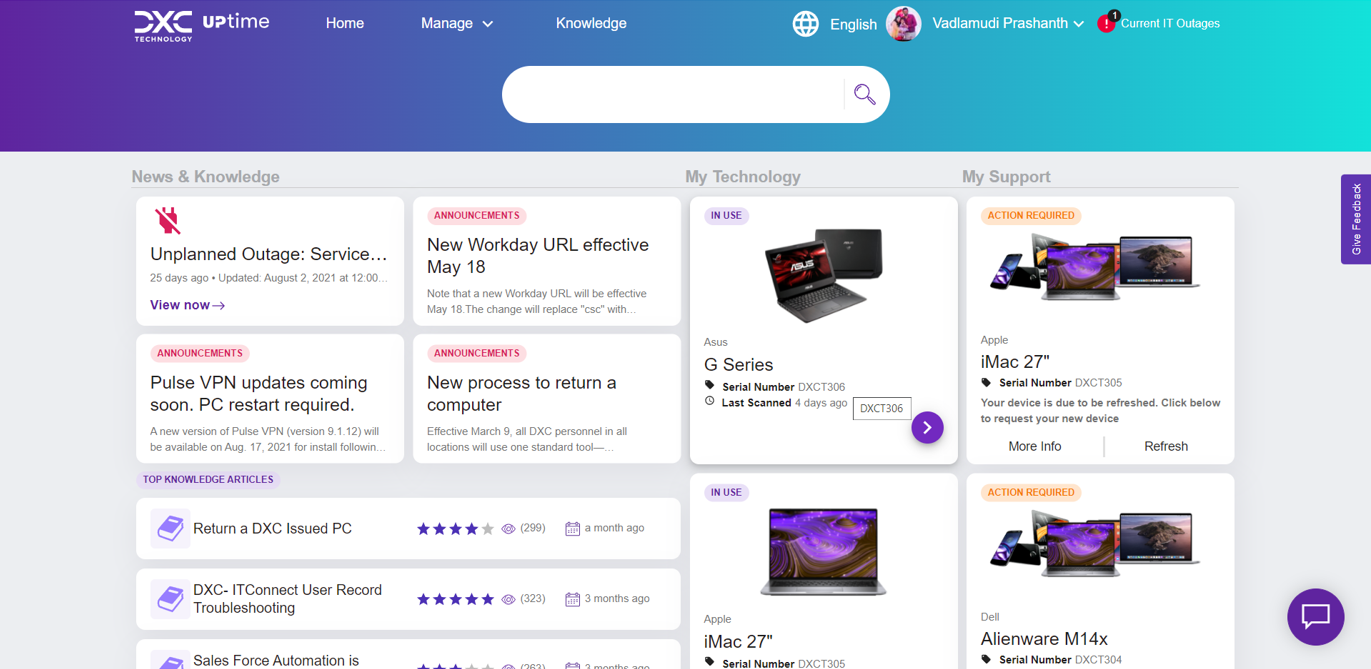 DXC
TECHNOLOGY
UPtime
Home
Manage
Knowledge
English
Vadlamudi Prashanth
1
Current IT Outages
Give Feedback
News & Knowledge
Unplanned Outage: Service…
25 days ago • Updated: August 2, 2021 at 12:00…
View now
ANNOUNCEMENTS
New Workday URL effective
May 18
Note that a new Workday URL will be effective
May 18.The change will replace "csc" with…
ANNOUNCEMENTS
Pulse VPN updates coming
soon. PC restart required.
A new version of Pulse VPN (version 9.1.12) will
be available on Aug. 17, 2021 for install followin…
ANNOUNCEMENTS
New process to return a
computer
Effective March 9, all DXC personnel in all
locations will use one standard tool—…
TOP KNOWLEDGE ARTICLES
Return a DXC Issued PC
(299)
a month ago
DXC- ITConnect User Record
Troubleshooting
(323)
3 months ago
Sales Force Automation is
(263)
3 months ago
My Technology
IN USE
ASUS
Asus
G Series
Serial Number DXCT306
Last Scanned 4 days ago
DXCT306
IN USE
Apple
iMac 27"
Serial Number DXCT305
My Support
ACTION REQUIRED
Apple
iMac 27"
Serial Number DXCT305
Your device is due to be refreshed. Click below
to request your new device
More Info
Refresh
ACTION REQUIRED
Dell
Alienware M14x
Serial Number DXCT304